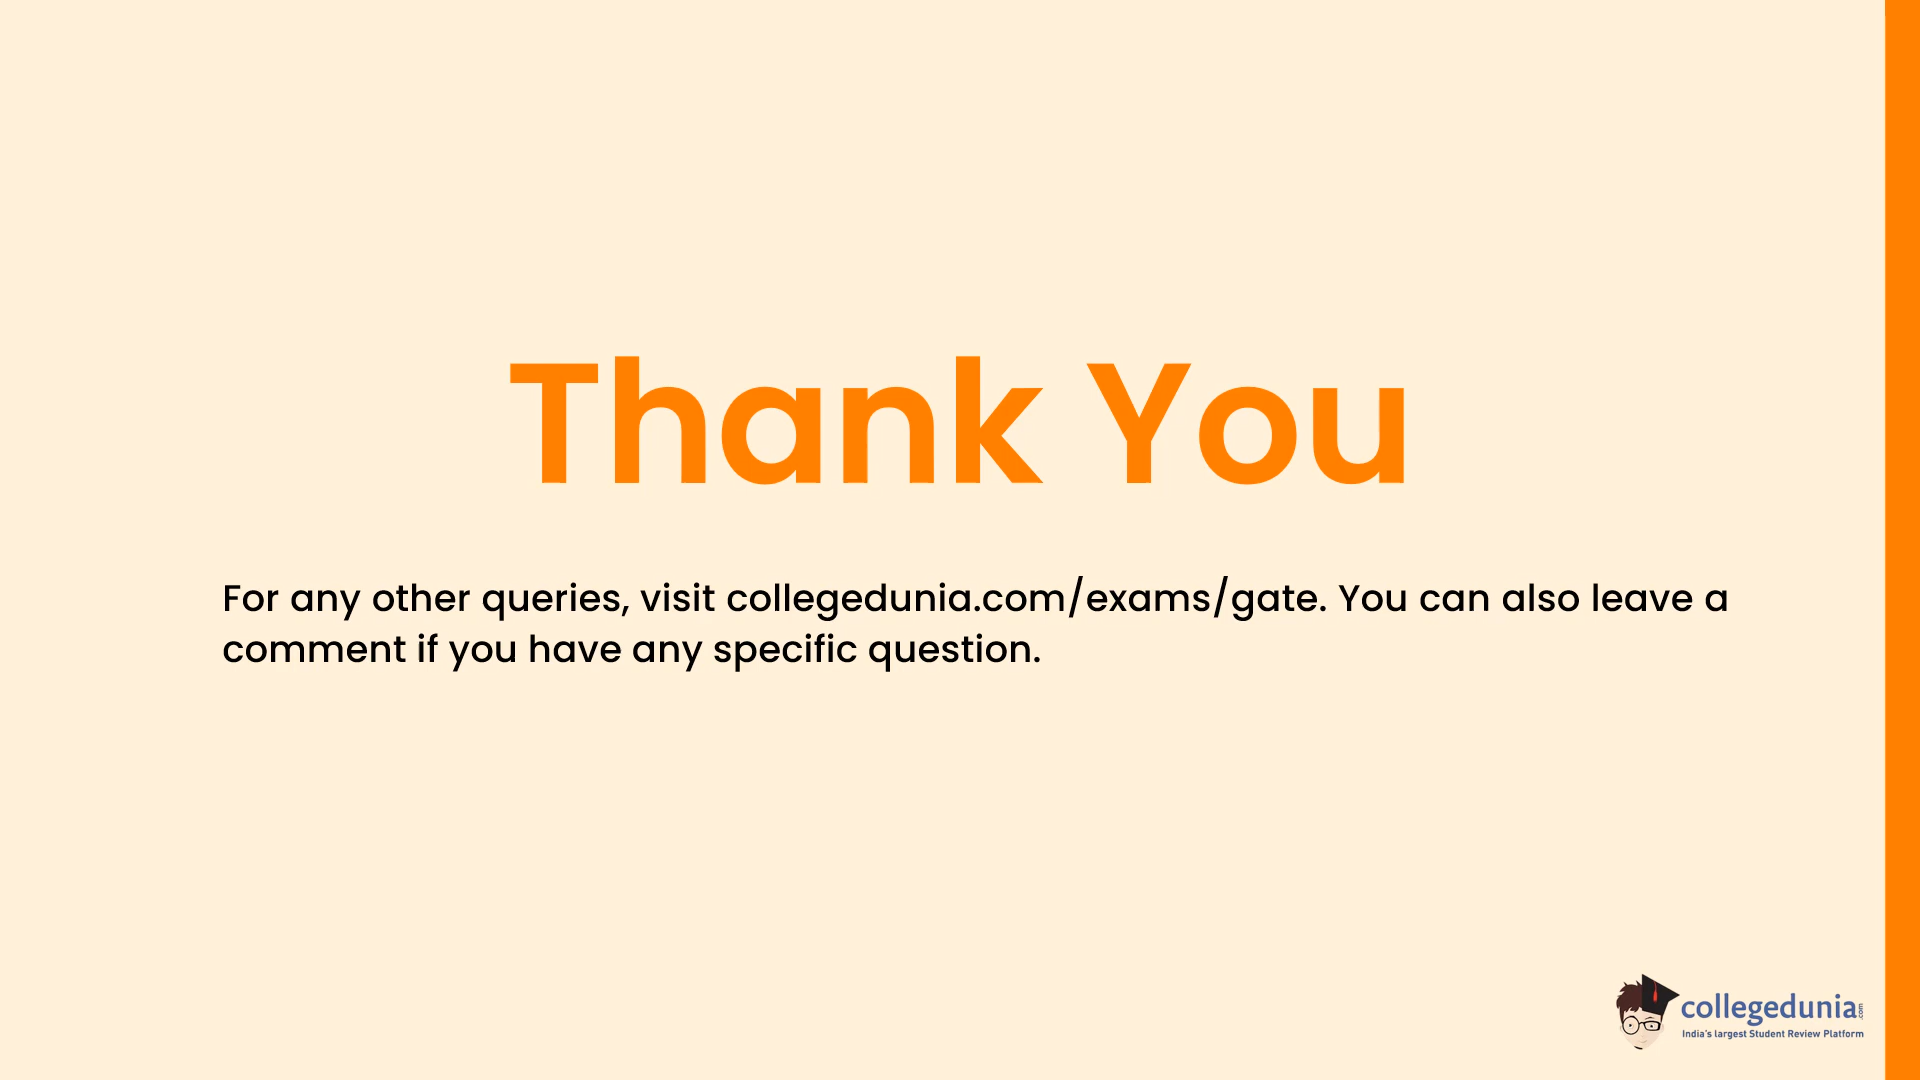 Thank You
For any other queries, visit collegedunia.com/exams/gate. You can also leave a
comment if you have any specific question.
collegedunia.com
India's largest Student Review Platform